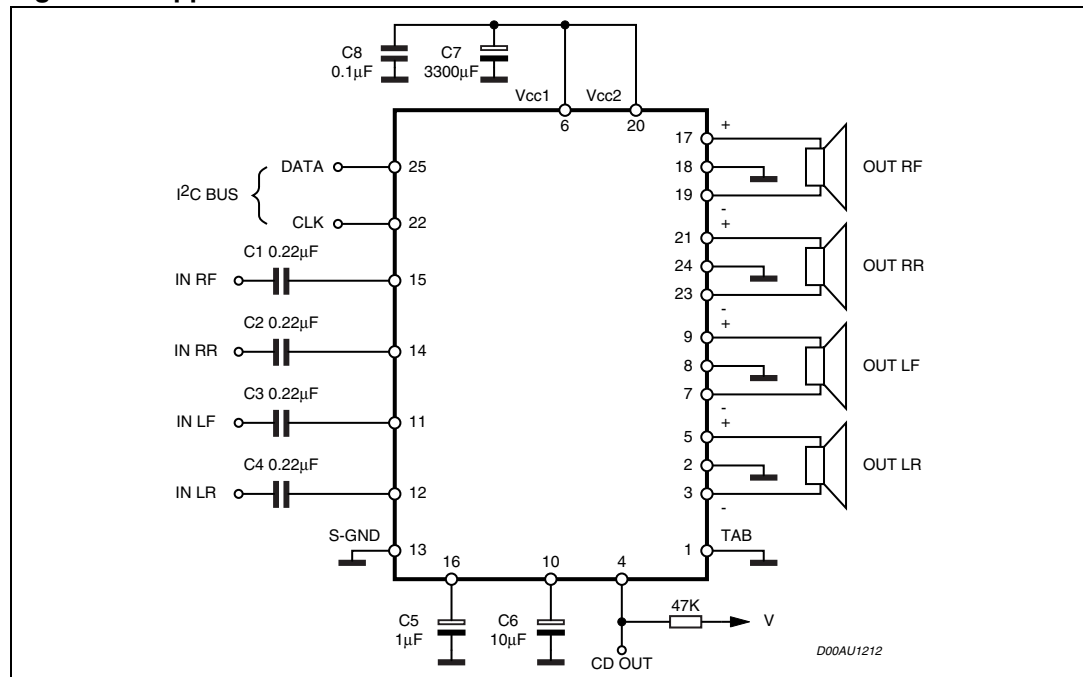 C8
0.1µF
C7
3300µF
Vcc1
Vcc2
6
20
I2C BUS
DATA
25
CLK
22
C1 0.22µF
IN RF
15
C2 0.22µF
IN RR
14
C3 0.22µF
IN LF
11
C4 0.22µF
IN LR
12
S-GND
13
16
10
4
C5
1µF
C6
10µF
CD OUT
47K
V
17
+
18
OUT RF
19
-
21
+
24
OUT RR
23
-
9
+
8
OUT LF
7
-
5
+
2
OUT LR
3
-
1
TAB
D00AU1212